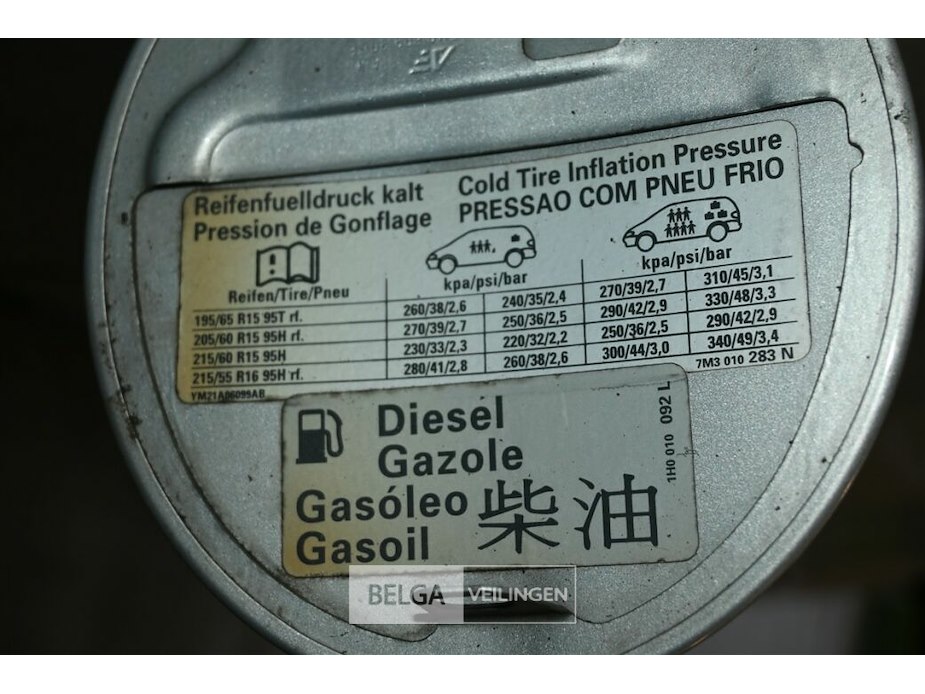 Reifenfuelldruck kalt
Pression de Gonflage
Cold Tire Inflation Pressure
PRESSAO COM PNEU FRIO
Reifen/Tire/Pneu
kpa/psi/bar
kpa/psi/bar
195/65 R15 95T rf. 260/38/2,6 240/35/2,4 270/39/2,7 310/45/3,1
205/60 R15 95H rf. 270/39/2,7 250/36/2,5 290/42/2,9 330/48/3,3
215/60 R15 95H 230/33/2,3 220/32/2,2 250/36/2,5 290/42/2,9
215/55 R16 95H rf. 280/41/2,8 260/38/2,6 300/44/3,0 340/49/3,4
YM21A06095AB
7M3 010 283 N
Diesel
Gazole
Gasóleo
Gasoil
柴油
1H0 010 092 L
BELGA VEILINGEN